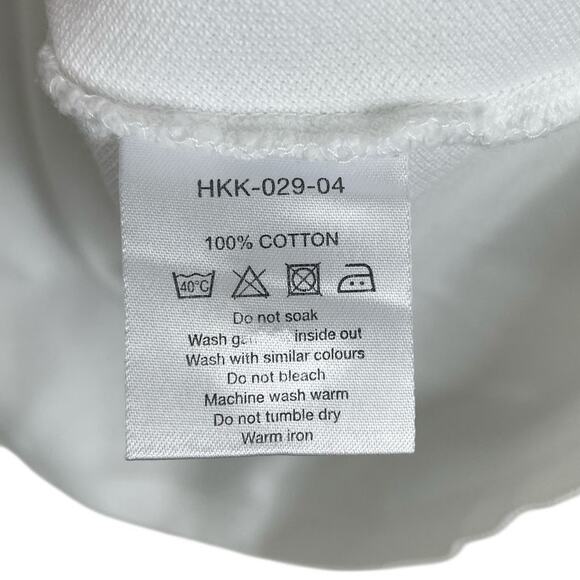 HKK-029-04
100% COTTON
40°C
Do not soak
Wash inside out
Wash with similar colours
Do not bleach
Machine wash warm
Do not tumble dry
Warm iron